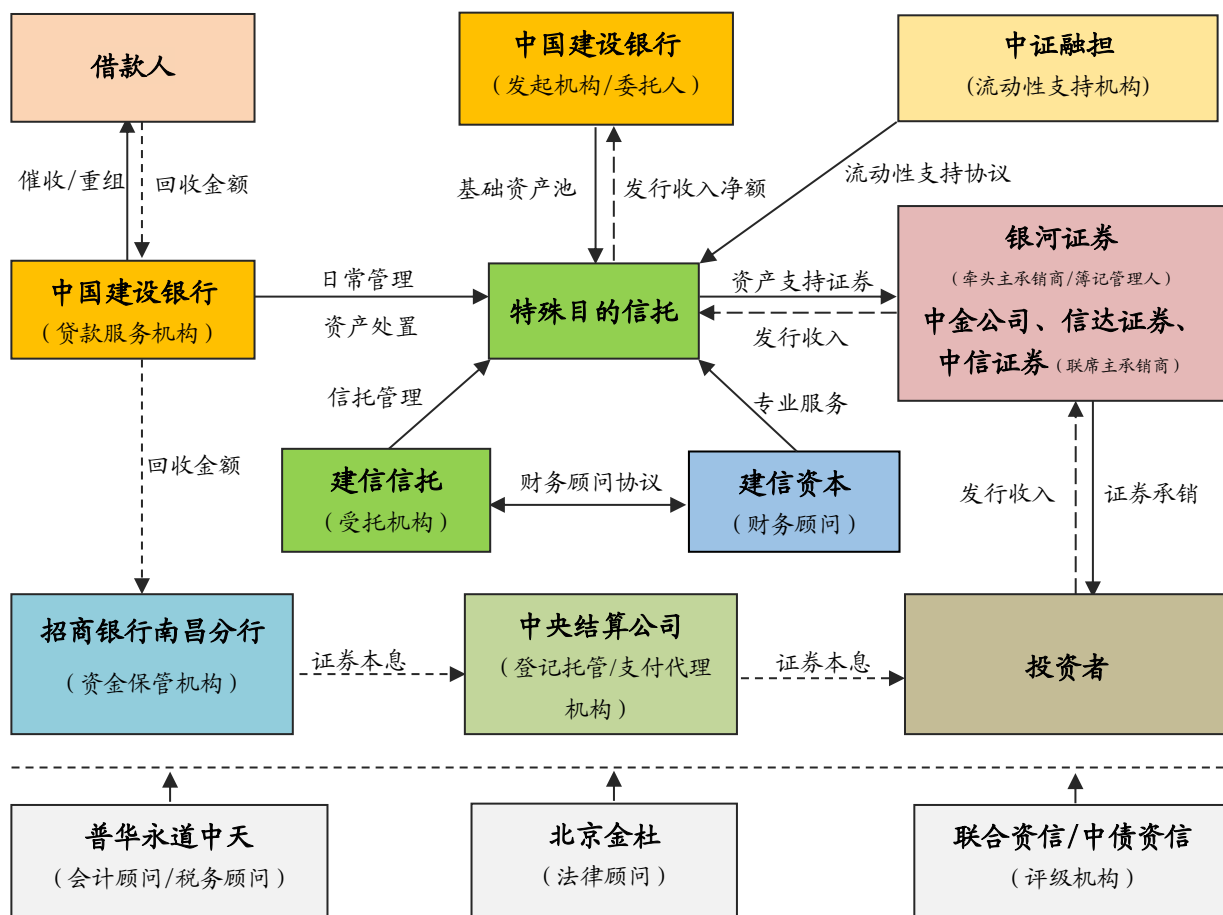 借款人
中国建设银行
（发起机构/委托人）
中证融担
(流动性支持机构)
催收/重组
回收金额
基础资产池
发行收入净额
流动性支持协议
中国建设银行
（贷款服务机构）
日常管理
资产处置
特殊目的信托
资产支持证券
发行收入
银河证券
（牵头主承销商/簿记管理人）
中金公司、信达证券、
中信证券（联席主承销商）
信托管理
专业服务
回收金额
建信信托
（受托机构）
财务顾问协议
建信资本
（财务顾问）
发行收入
证券承销
招商银行南昌分行
（资金保管机构）
证券本息
中央结算公司
（登记托管/支付代理
机构）
证券本息
投资者
普华永道中天
（会计顾问/税务顾问）
北京金杜
（法律顾问）
联合资信/中债资信
（评级机构）